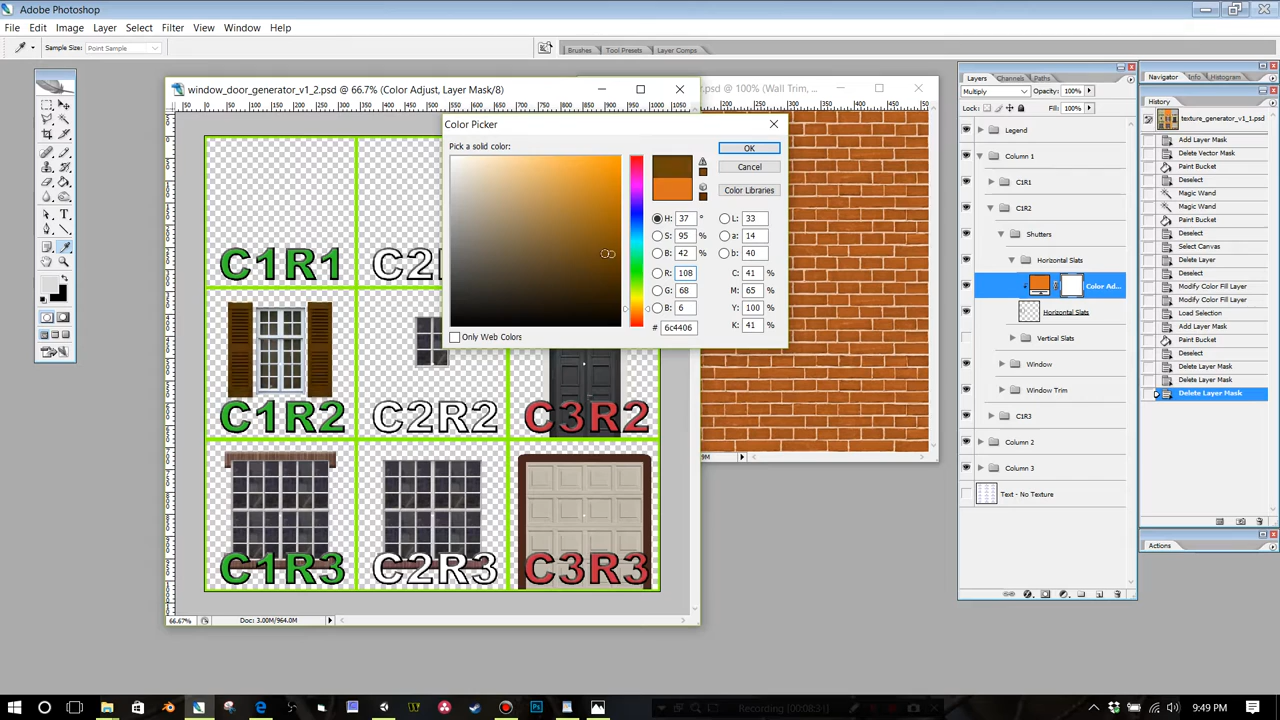 Adobe Photoshop
File Edit Image Layer Select Filter View Window Help
Sample Size: Point Sample
Brushes Tool Presets Layer Comps
window_door_generator_v1_2.psd @ 66.7% (Color Adjust, Layer Mask/8)
.psd @ 100% (Wall Trim, ...
Color Picker
Pick a solid color:
OK
Cancel
Color Libraries
H: 37 ° L: 33
S: 95 % a: 14
B: 42 % b: 40
R: 108 C: 41 %
G: 68 M: 65 %
B: 6 Y: 100 %
# 6c4406 K: 41 %
Only Web Colors
C1R1
C2R
C1R2
C2R2
C3R2
C1R3
C2R3
C3R3
66.67% Doc: 3.00M/964.0M
9M
Layers Channels Paths
Multiply Opacity: 100%
Lock: Fill: 100%
Legend
Column 1
C1R1
C1R2
Shutters
Horizontal Slats
Color Ad...
Horizontal Slats
Vertical Slats
Window
Window Trim
C1R3
Column 2
Column 3
Text - No Texture
Navigator Info Histogram
History
texture_generator_v1_1.psd
Add Layer Mask
Delete Vector Mask
Paint Bucket
Deselect
Magic Wand
Magic Wand
Paint Bucket
Deselect
Select Canvas
Delete Layer
Deselect
Modify Color Fill Layer
Modify Color Fill Layer
Load Selection
Add Layer Mask
Paint Bucket
Deselect
Delete Layer Mask
Delete Layer Mask
Delete Layer Mask
Actions
00:08:31
9:49 PM